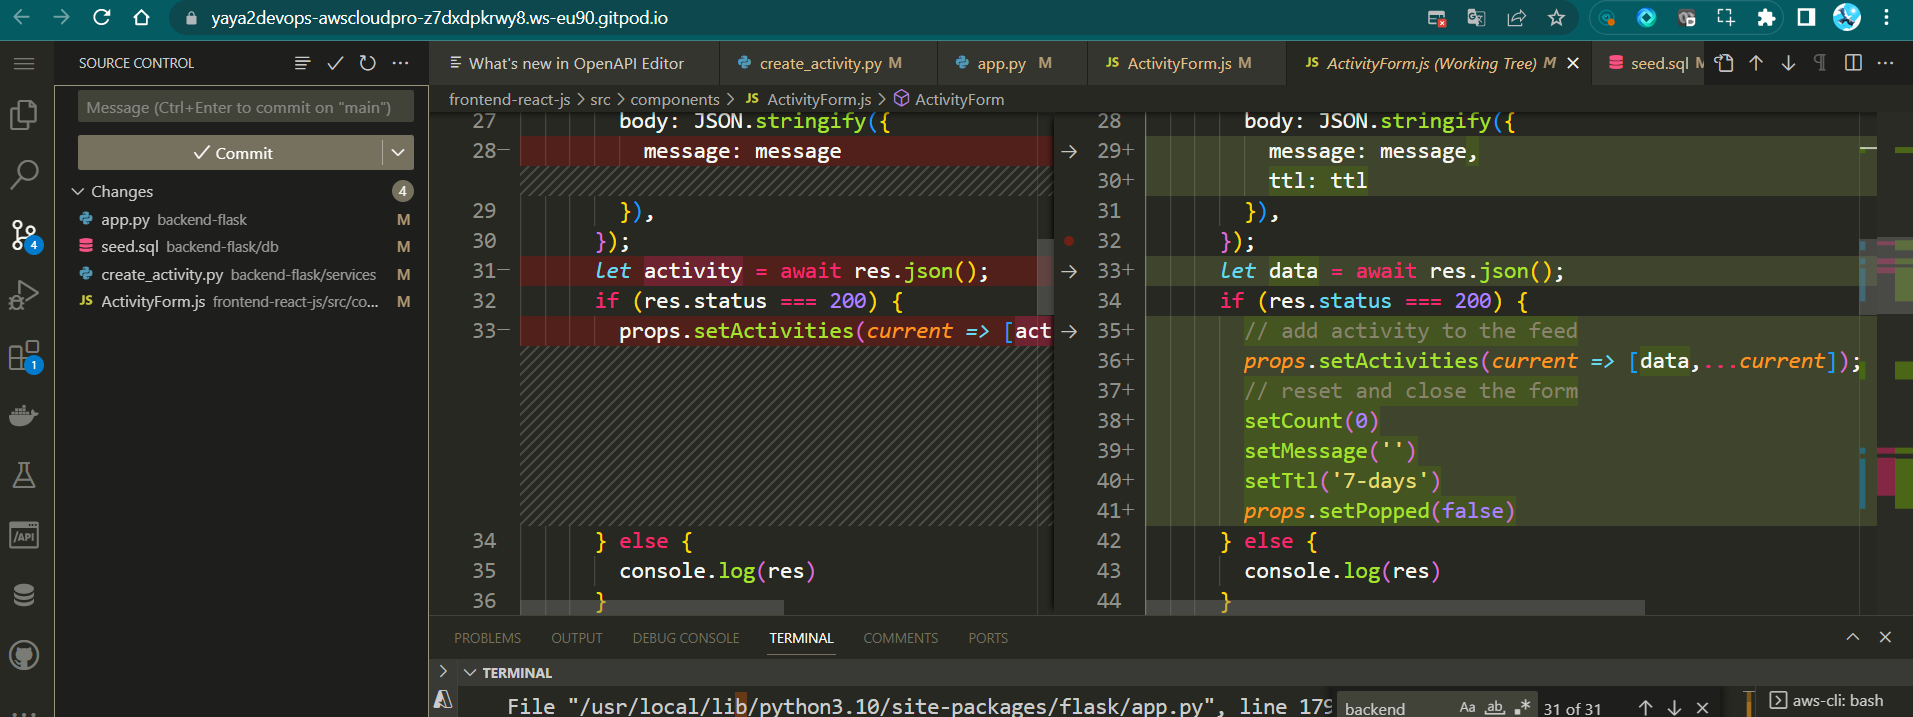 yaya2devops-awscloudpro-z7dxdpkrwy8.ws-eu90.gitpod.io
SOURCE CONTROL
What's new in OpenAPI Editor
create_activity.py M
app.py M
JS ActivityForm.js M
JS ActivityForm.js (Working Tree) M
seed.sql M
Message (Ctrl+Enter to commit on "main")
Commit
Changes 4
app.py backend-flask M
seed.sql backend-flask/db M
create_activity.py backend-flask/services M
JS ActivityForm.js frontend-react-js/src/co... M
4
1
/API
frontend-react-js > src > components > JS ActivityForm.js > ActivityForm
27 body: JSON.stringify({
28− message: message
29 }),
30 });
31− let activity = await res.json();
32 if (res.status === 200) {
33− props.setActivities(current => [act
34 } else {
35 console.log(res)
36 }
28 body: JSON.stringify({
29+ message: message,
30+ ttl: ttl
31 }),
32 });
33+ let data = await res.json();
34 if (res.status === 200) {
35+ // add activity to the feed
36+ props.setActivities(current => [data,...current]);
37+ // reset and close the form
38+ setCount(0)
39+ setMessage('')
40+ setTtl('7-days')
41+ props.setPopped(false)
42 } else {
43 console.log(res)
44 }
PROBLEMS OUTPUT DEBUG CONSOLE TERMINAL COMMENTS PORTS
TERMINAL
File "/usr/local/lib/python3.10/site-packages/flask/app.py", line 179
backend Aa ab .* 31 of 31
aws-cli: bash